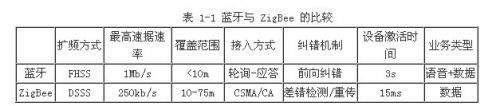 表 1-1 蓝牙与 ZigBee 的比较
扩频方式 最高速据速率 覆盖范围 接入方式 纠错机制 设备激活时间 业务类型
蓝牙 FHSS 1Mb/s <10m 轮询-应答 前向纠错 3s 语音+数据
ZigBee DSSS 250kb/s 10-75m CSMA/CA 差错检测/重传 15ms 数据